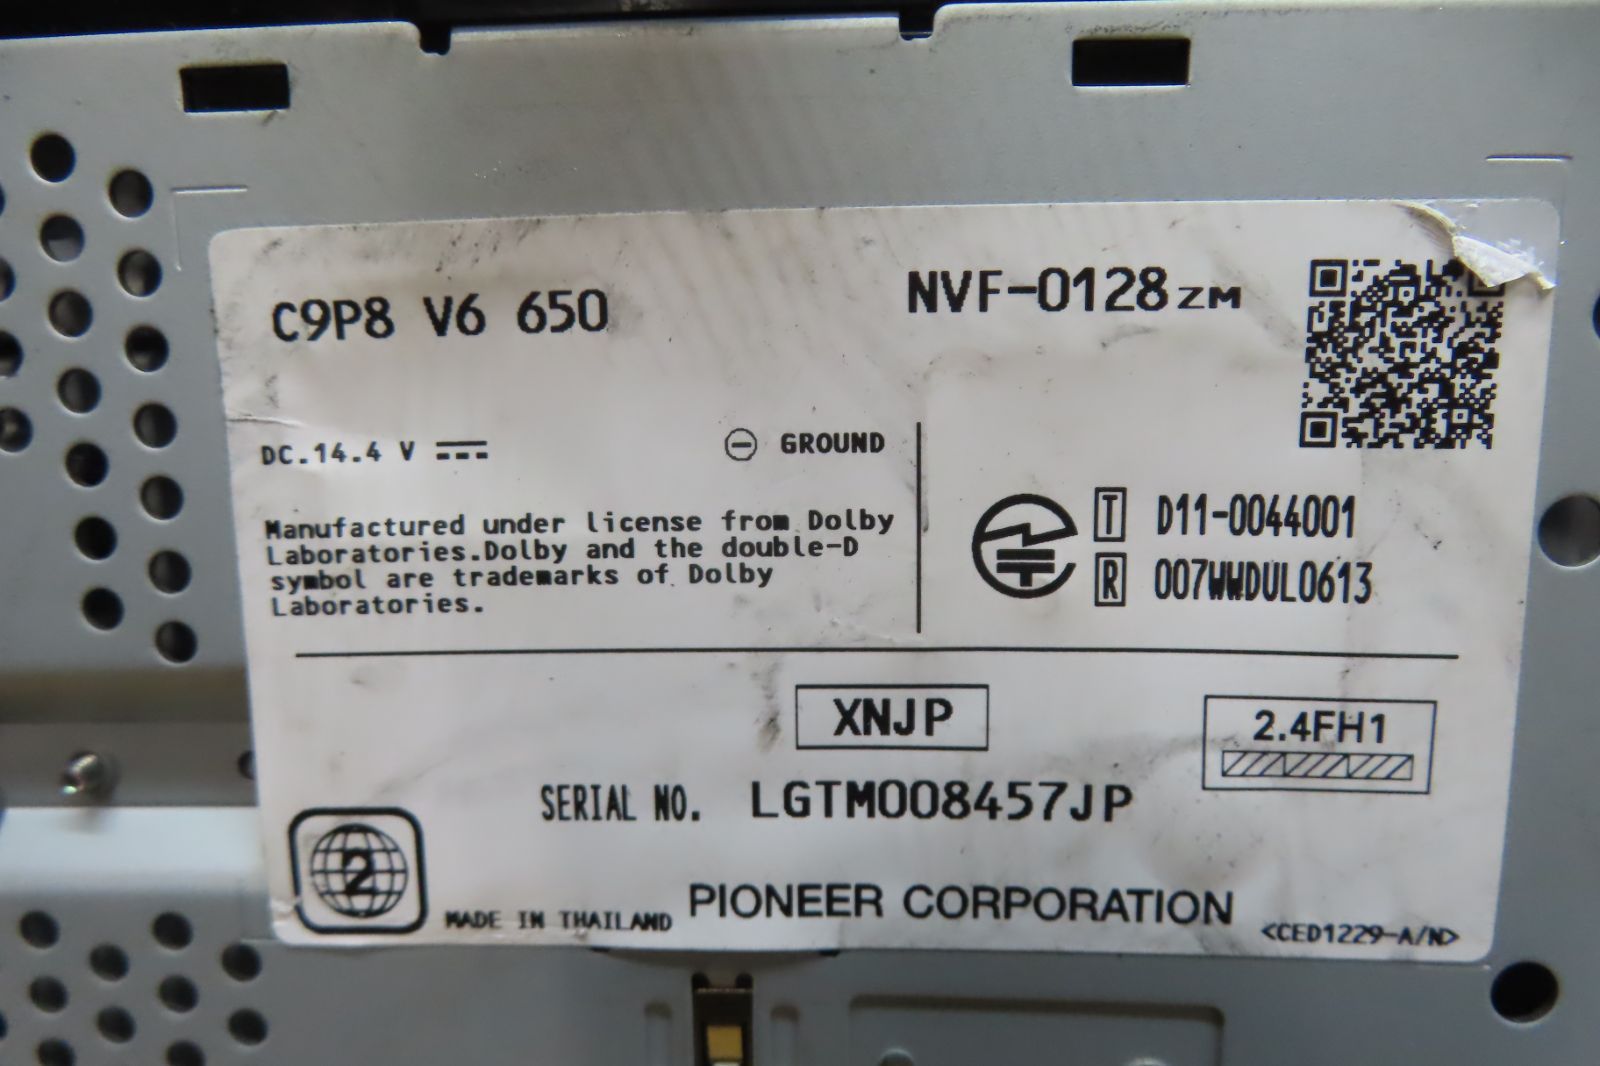 C9P8 V6 650
NVF-0128 ZM
DC.14.4 V
GROUND
Manufactured under license from Dolby
Laboratories.Dolby and the double-D
symbol are trademarks of Dolby
Laboratories.
T D11-0044001
R 007WWDUL0613
XNJP
2.4FH1
SERIAL NO. LGTM008457JP
2
MADE IN THAILAND
PIONEER CORPORATION
<CED1229-A/N>